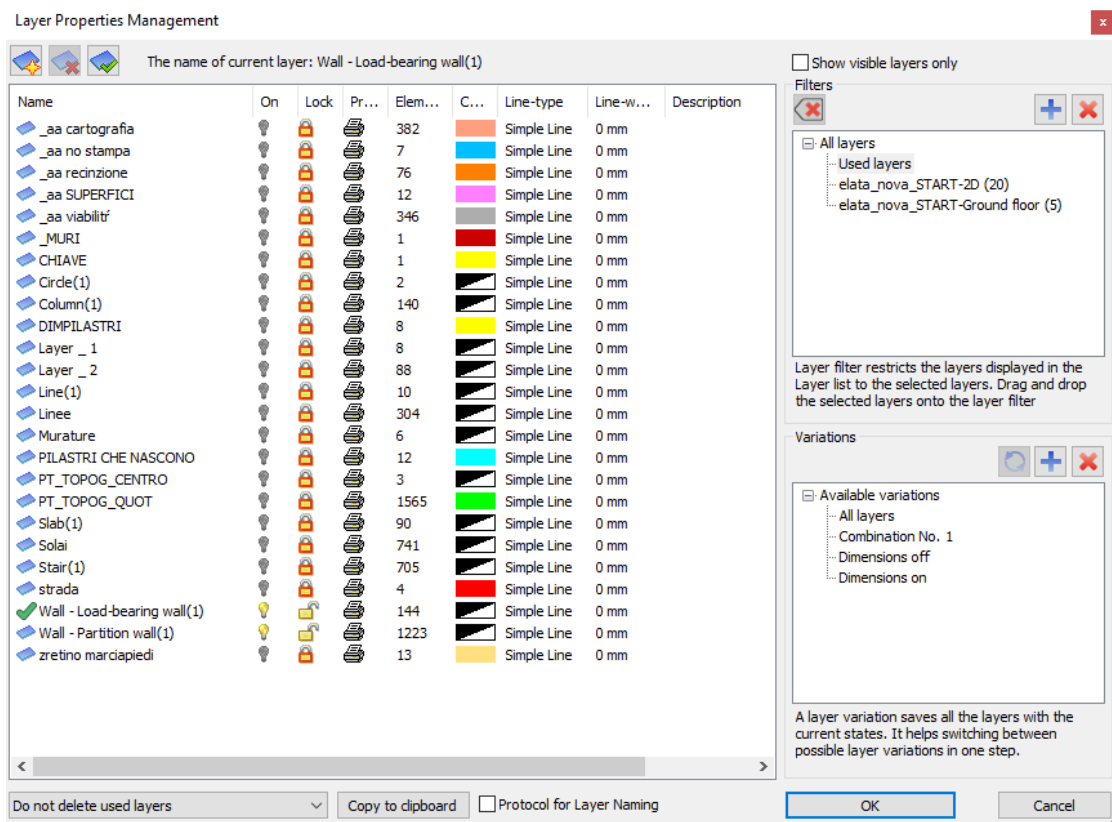 Layer Properties Management
x
The name of current layer: Wall - Load-bearing wall(1)
Show visible layers only
Name On Lock Pr... Elem... C... Line-type Line-w... Description
_aa cartografia 382 Simple Line 0 mm
_aa no stampa 7 Simple Line 0 mm
_aa recinzione 76 Simple Line 0 mm
_aa SUPERFICI 12 Simple Line 0 mm
_aa viabilitŕ 346 Simple Line 0 mm
_MURI 1 Simple Line 0 mm
CHIAVE 1 Simple Line 0 mm
Circle(1) 2 Simple Line 0 mm
Column(1) 140 Simple Line 0 mm
DIMPILASTRI 8 Simple Line 0 mm
Layer _ 1 8 Simple Line 0 mm
Layer _ 2 88 Simple Line 0 mm
Line(1) 10 Simple Line 0 mm
Linee 304 Simple Line 0 mm
Murature 6 Simple Line 0 mm
PILASTRI CHE NASCONO 12 Simple Line 0 mm
PT_TOPOG_CENTRO 3 Simple Line 0 mm
PT_TOPOG_QUOT 1565 Simple Line 0 mm
Slab(1) 90 Simple Line 0 mm
Solai 741 Simple Line 0 mm
Stair(1) 705 Simple Line 0 mm
strada 4 Simple Line 0 mm
Wall - Load-bearing wall(1) 144 Simple Line 0 mm
Wall - Partition wall(1) 1223 Simple Line 0 mm
zretino marciapiedi 13 Simple Line 0 mm
Filters
All layers
Used layers
elata_nova_START-2D (20)
elata_nova_START-Ground floor (5)
Layer filter restricts the layers displayed in the
Layer list to the selected layers. Drag and drop
the selected layers onto the layer filter
Variations
Available variations
All layers
Combination No. 1
Dimensions off
Dimensions on
A layer variation saves all the layers with the
current states. It helps switching between
possible layer variations in one step.
Do not delete used layers
Copy to clipboard
Protocol for Layer Naming
OK
Cancel